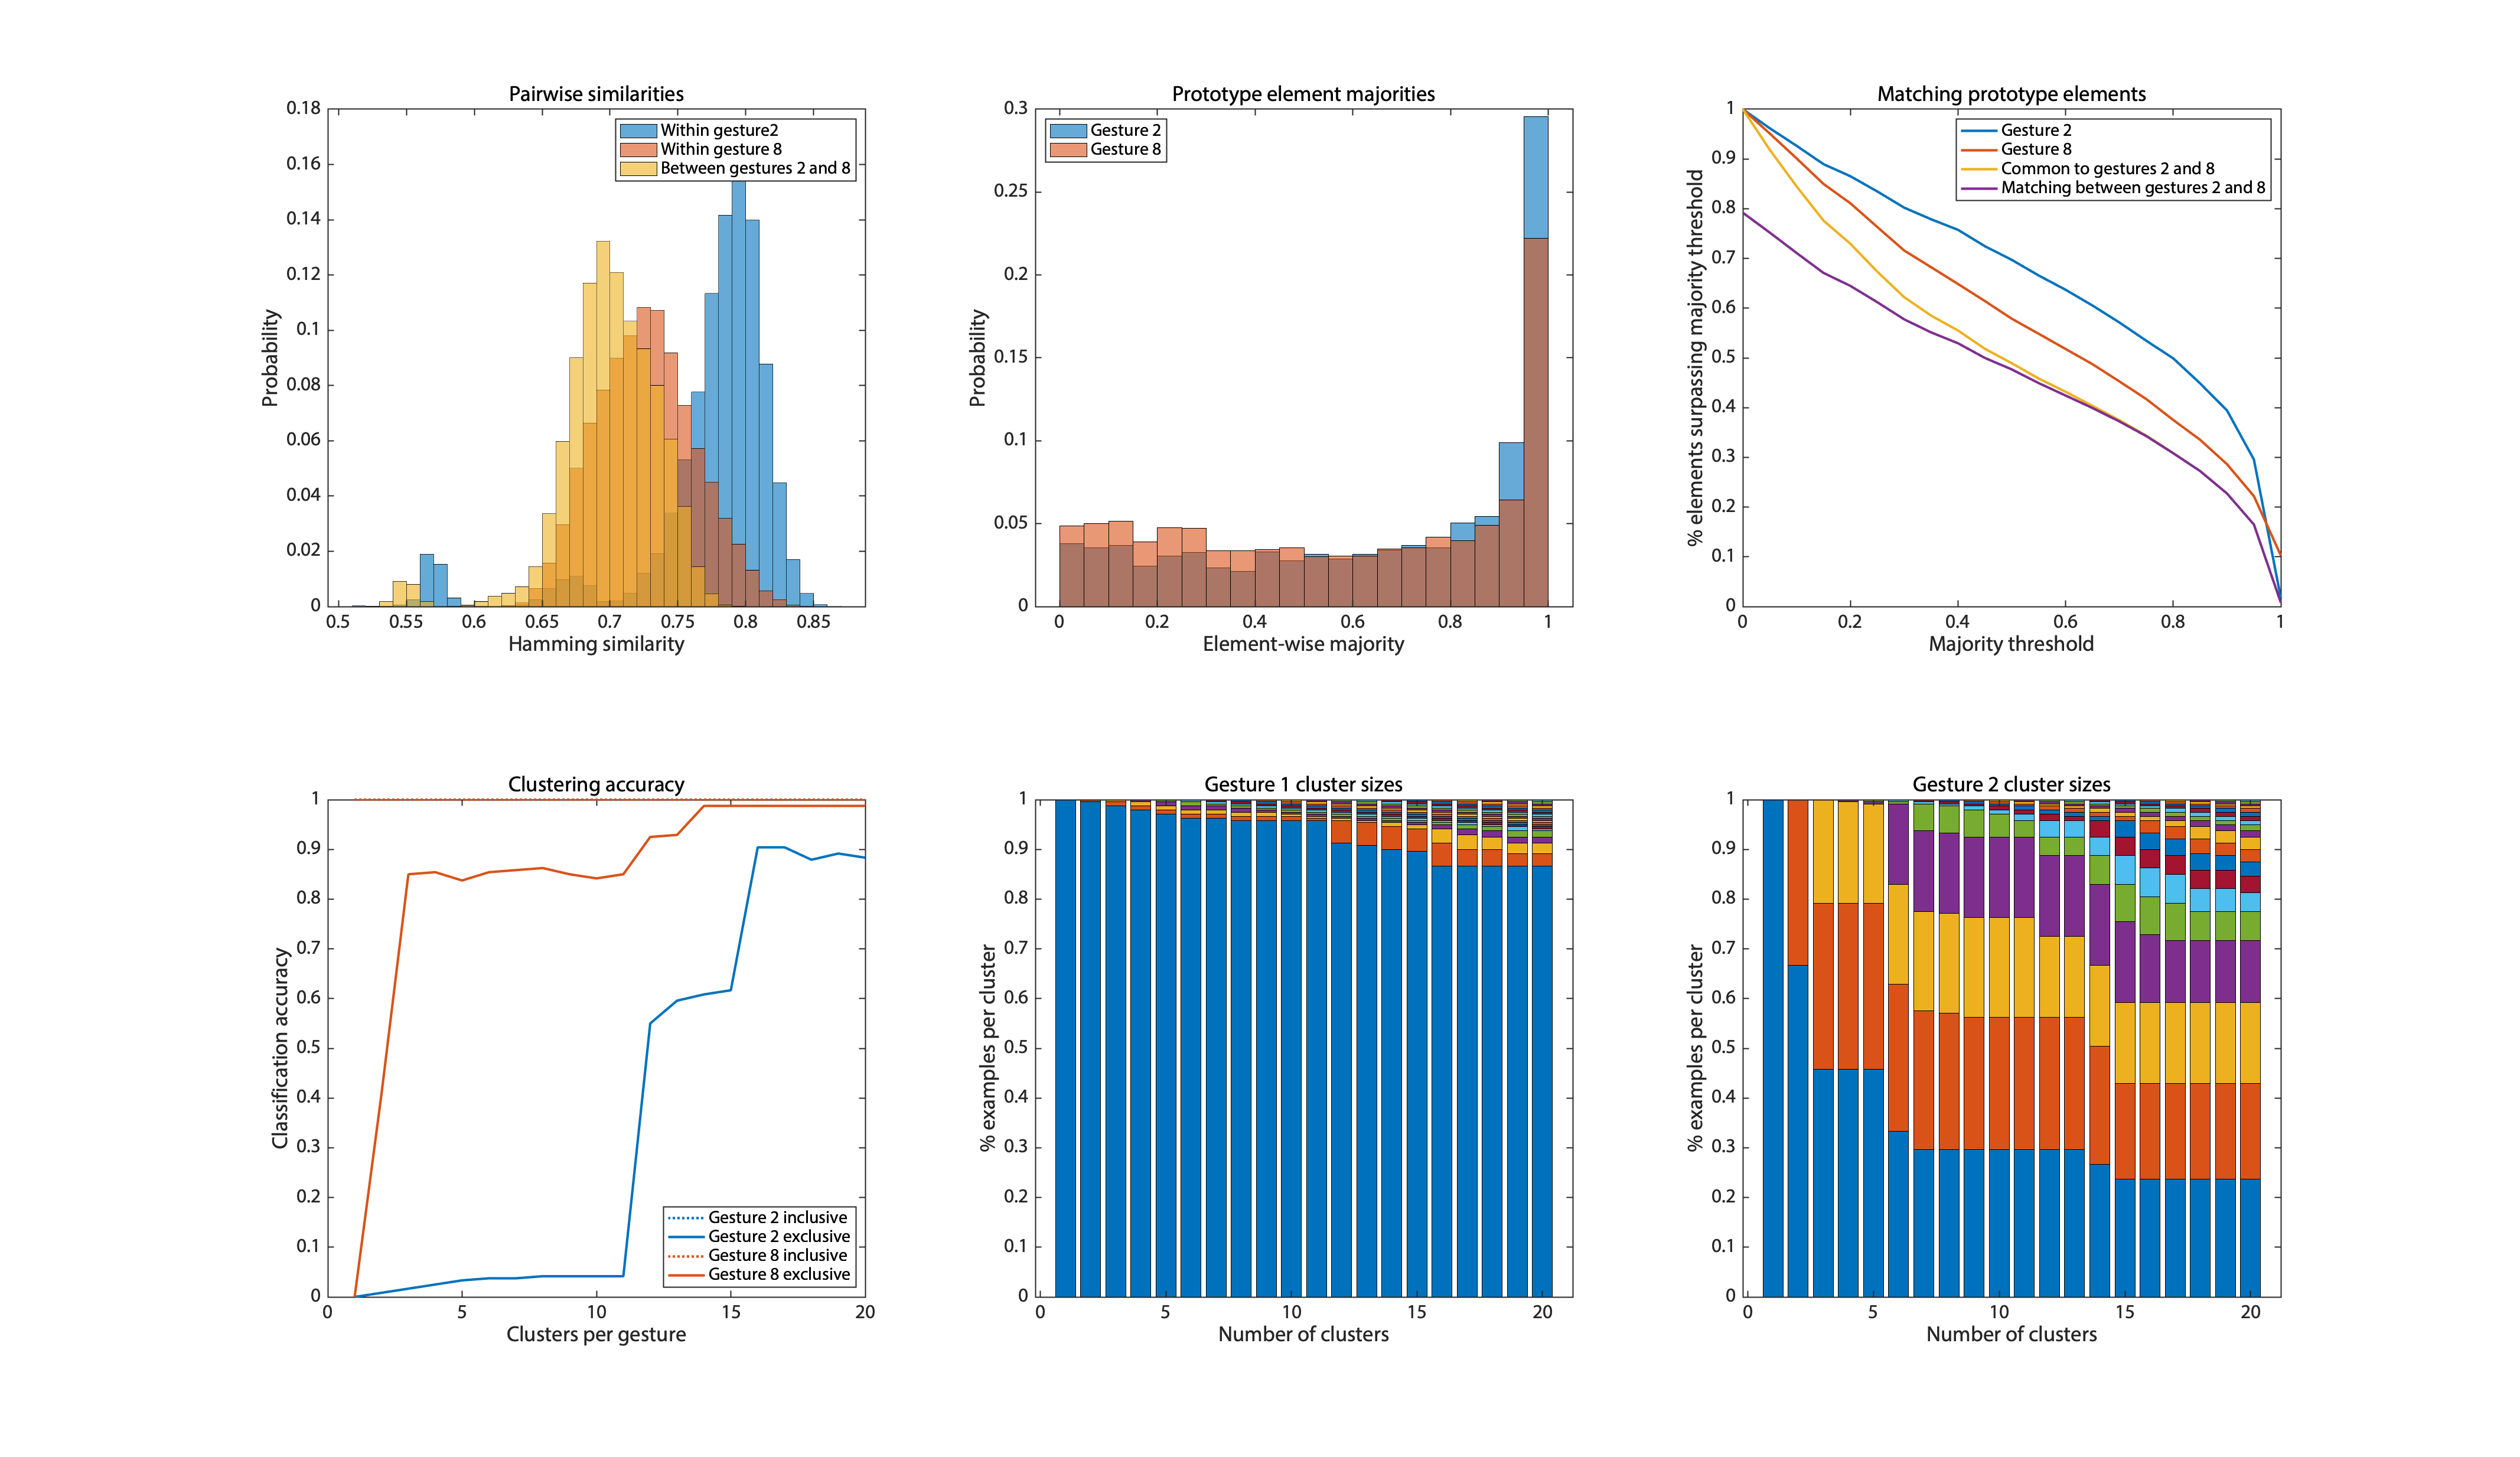 Pairwise similarities
0.18
0.16
0.14
0.12
0.1
0.08
0.06
0.04
0.02
0
Probability
Within gesture2
Within gesture 8
Between gestures 2 and 8
0.5 0.55 0.6 0.65 0.7 0.75 0.8 0.85
Hamming similarity
Prototype element majorities
0.3
0.25
0.2
0.15
0.1
0.05
0
Probability
Gesture 2
Gesture 8
0 0.2 0.4 0.6 0.8 1
Element-wise majority
Matching prototype elements
1
0.9
0.8
0.7
0.6
0.5
0.4
0.3
0.2
0.1
0
% elements surpassing majority threshold
Gesture 2
Gesture 8
Common to gestures 2 and 8
Matching between gestures 2 and 8
0 0.2 0.4 0.6 0.8 1
Majority threshold
Clustering accuracy
1
0.9
0.8
0.7
0.6
0.5
0.4
0.3
0.2
0.1
0
Classification accuracy
Gesture 2 inclusive
Gesture 2 exclusive
Gesture 8 inclusive
Gesture 8 exclusive
0 5 10 15 20
Clusters per gesture
Gesture 1 cluster sizes
1
0.9
0.8
0.7
0.6
0.5
0.4
0.3
0.2
0.1
0
% examples per cluster
0 5 10 15 20
Number of clusters
Gesture 2 cluster sizes
1
0.9
0.8
0.7
0.6
0.5
0.4
0.3
0.2
0.1
0
% examples per cluster
0 5 10 15 20
Number of clusters